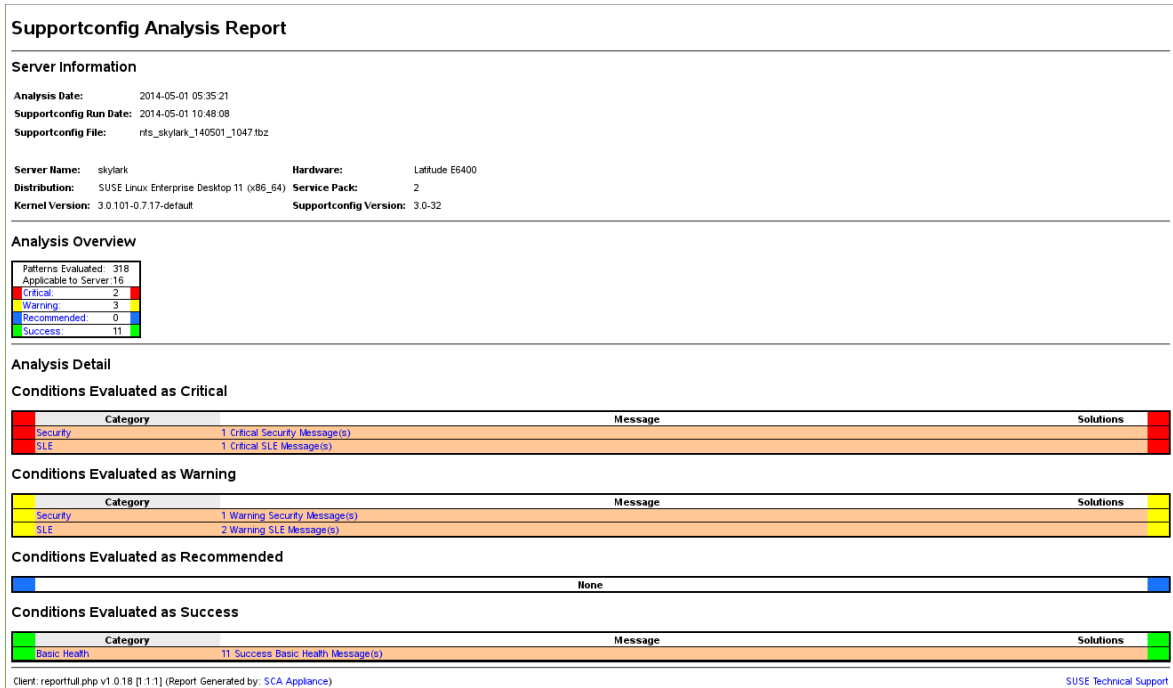 Supportconfig Analysis Report
Server Information
Analysis Date: 2014-05-01 05:35:21
Supportconfig Run Date: 2014-05-01 10:48:08
Supportconfig File: nts_skylark_140501_1047.tbz
Server Name: skylark Hardware: Latitude E6400
Distribution: SUSE Linux Enterprise Desktop 11 (x86_64) Service Pack: 2
Kernel Version: 3.0.101-0.7.17-default Supportconfig Version: 3.0-32
Analysis Overview
Patterns Evaluated: 318
Applicable to Server: 16
Critical: 2
Warning: 3
Recommended: 0
Success: 11
Analysis Detail
Conditions Evaluated as Critical
Category Message Solutions
Security 1 Critical Security Message(s)
SLE 1 Critical SLE Message(s)
Conditions Evaluated as Warning
Category Message Solutions
Security 1 Warning Security Message(s)
SLE 2 Warning SLE Message(s)
Conditions Evaluated as Recommended
None
Conditions Evaluated as Success
Category Message Solutions
Basic Health 11 Success Basic Health Message(s)
Client: reportfull.php v1.0.18 [1:1:1] (Report Generated by: SCA Appliance) SUSE Technical Support